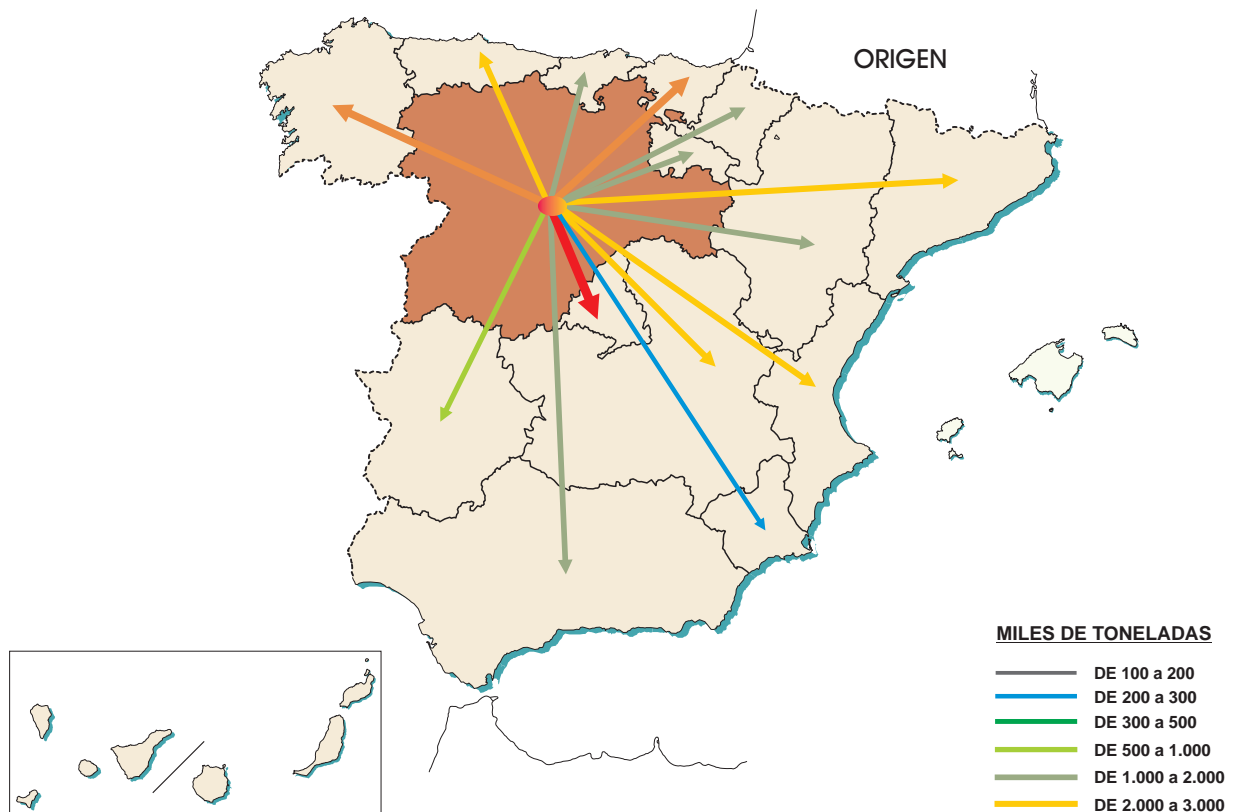 ORIGEN
MILES DE TONELADAS
DE 100 a 200
DE 200 a 300
DE 300 a 500
DE 500 a 1.000
DE 1.000 a 2.000
DE 2.000 a 3.000